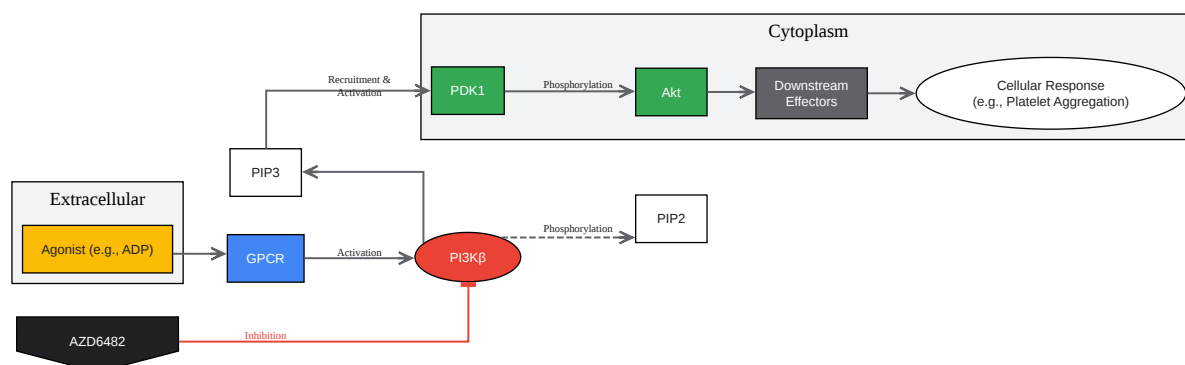 Cytoplasm
Recruitment &
Activation
PDK1
Phosphorylation
Akt
Downstream
Effectors
Cellular Response
(e.g., Platelet Aggregation)
PIP3
Extracellular
Agonist (e.g., ADP)
GPCR
Activation
PI3Kβ
Phosphorylation
PIP2
AZD6482
Inhibition